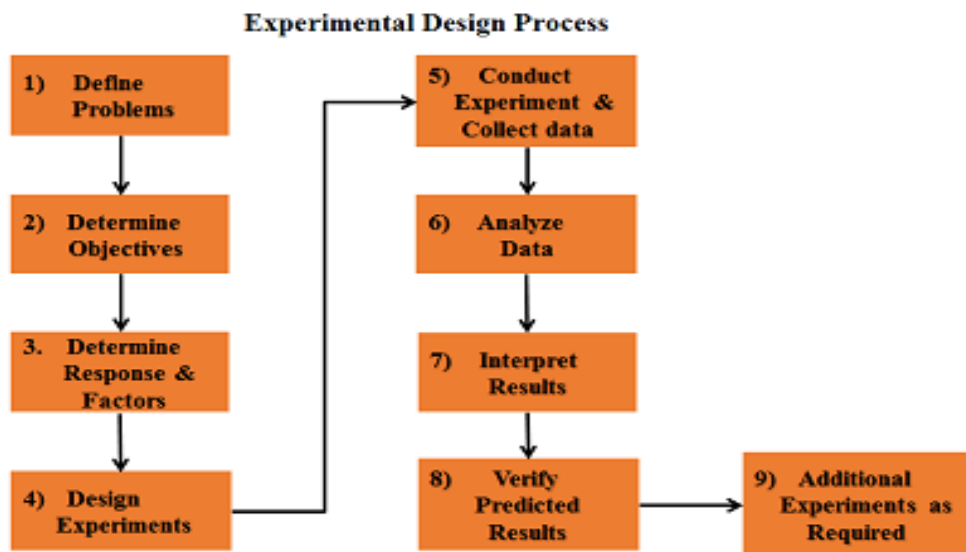 Experimental Design Process
1) Define
Problems
2) Determine
Objectives
3. Determine
Response &
Factors
4) Design
Experiments
5) Conduct
Experiment &
Collect data
6) Analyze
Data
7) Interpret
Results
8) Verify
Predicted
Results
9) Additional
Experiments as
Required